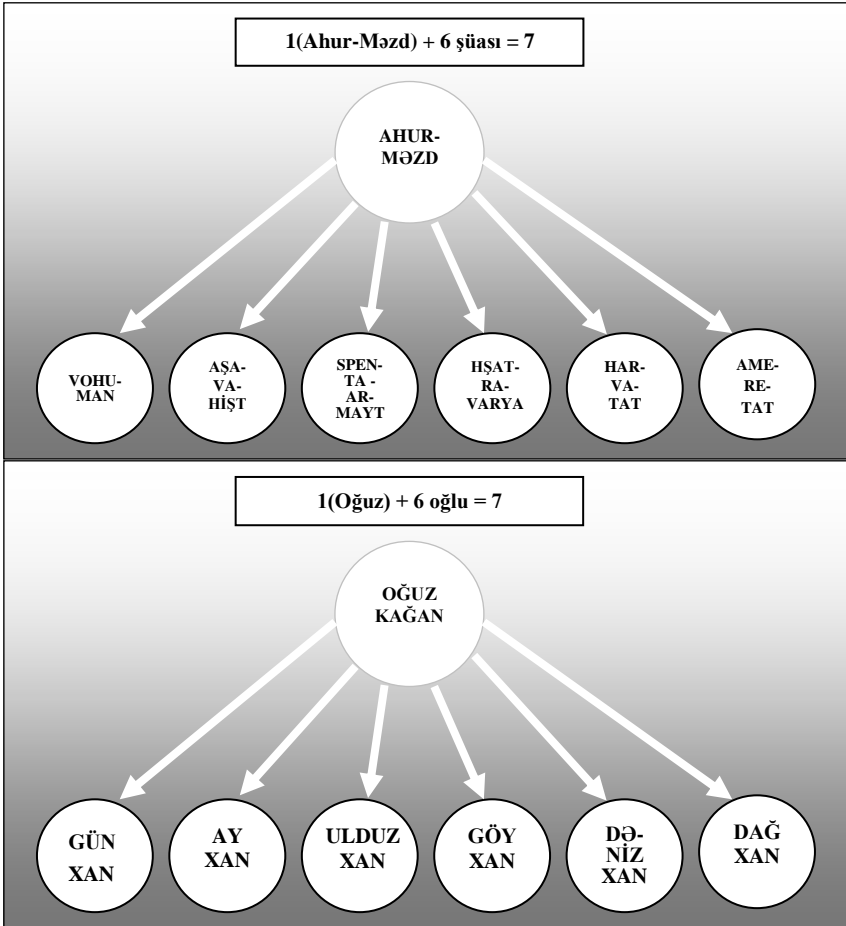 1(Ahur-Məzd) + 6 şüası = 7
AHUR-
MƏZD
VOHU-
MAN
AŞA-
VA-
HİŞT
SPEN-
TA -
AR-
MAYT
HŞAT-
RA-
VARYA
HAR-
VA-
TAT
AME-
RE-
TAT
1(Oğuz) + 6 oğlu = 7
OĞUZ
KAĞAN
GÜN
XAN
AY
XAN
ULDUZ
XAN
GÖY
XAN
DƏ-
NİZ
XAN
DAĞ
XAN